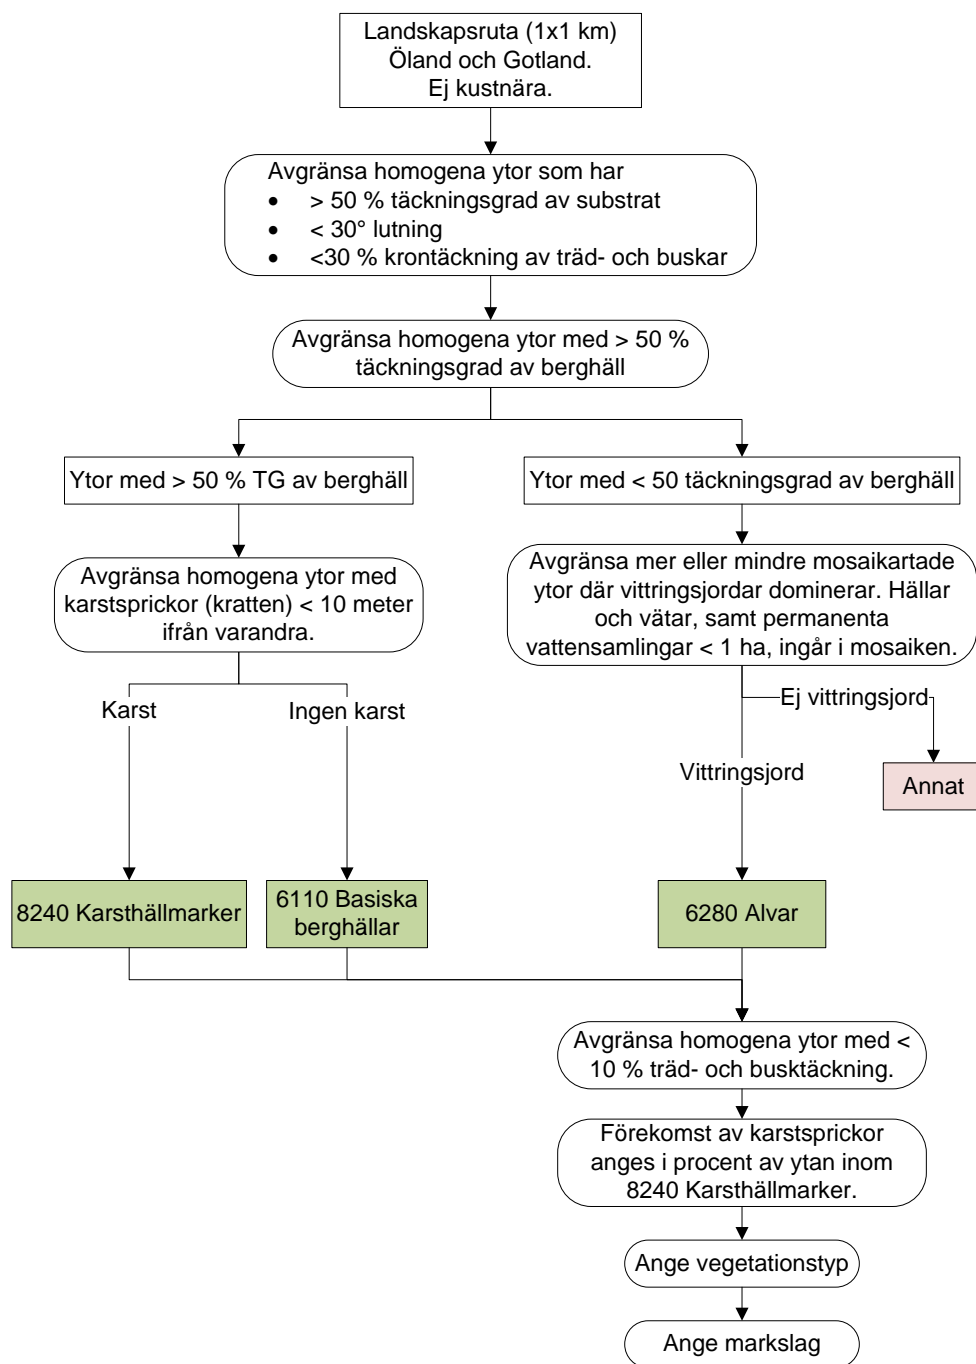 Landskapsruta (1x1 km)
Öland och Gotland.
Ej kustnära.
Avgränsa homogena ytor som har
• > 50 % täckningsgrad av substrat
• < 30° lutning
• <30 % krontäckning av träd- och buskar
Avgränsa homogena ytor med > 50 %
täckningsgrad av berghäll
Ytor med > 50 % TG av berghäll
Ytor med < 50 täckningsgrad av berghäll
Avgränsa homogena ytor med
karstsprickor (kratten) < 10 meter
ifrån varandra.
Avgränsa mer eller mindre mosaikartade
ytor där vittringsjordar dominerar. Hällar
och vätar, samt permanenta
vattensamlingar < 1 ha, ingår i mosaiken.
Karst
Ingen karst
Ej vittringsjord
Vittringsjord
Annat
8240 Karsthällmarker
6110 Basiska
berghällar
6280 Alvar
Avgränsa homogena ytor med <
10 % träd- och busktäckning.
Förekomst av karstsprickor
anges i procent av ytan inom
8240 Karsthällmarker.
Ange vegetationstyp
Ange markslag